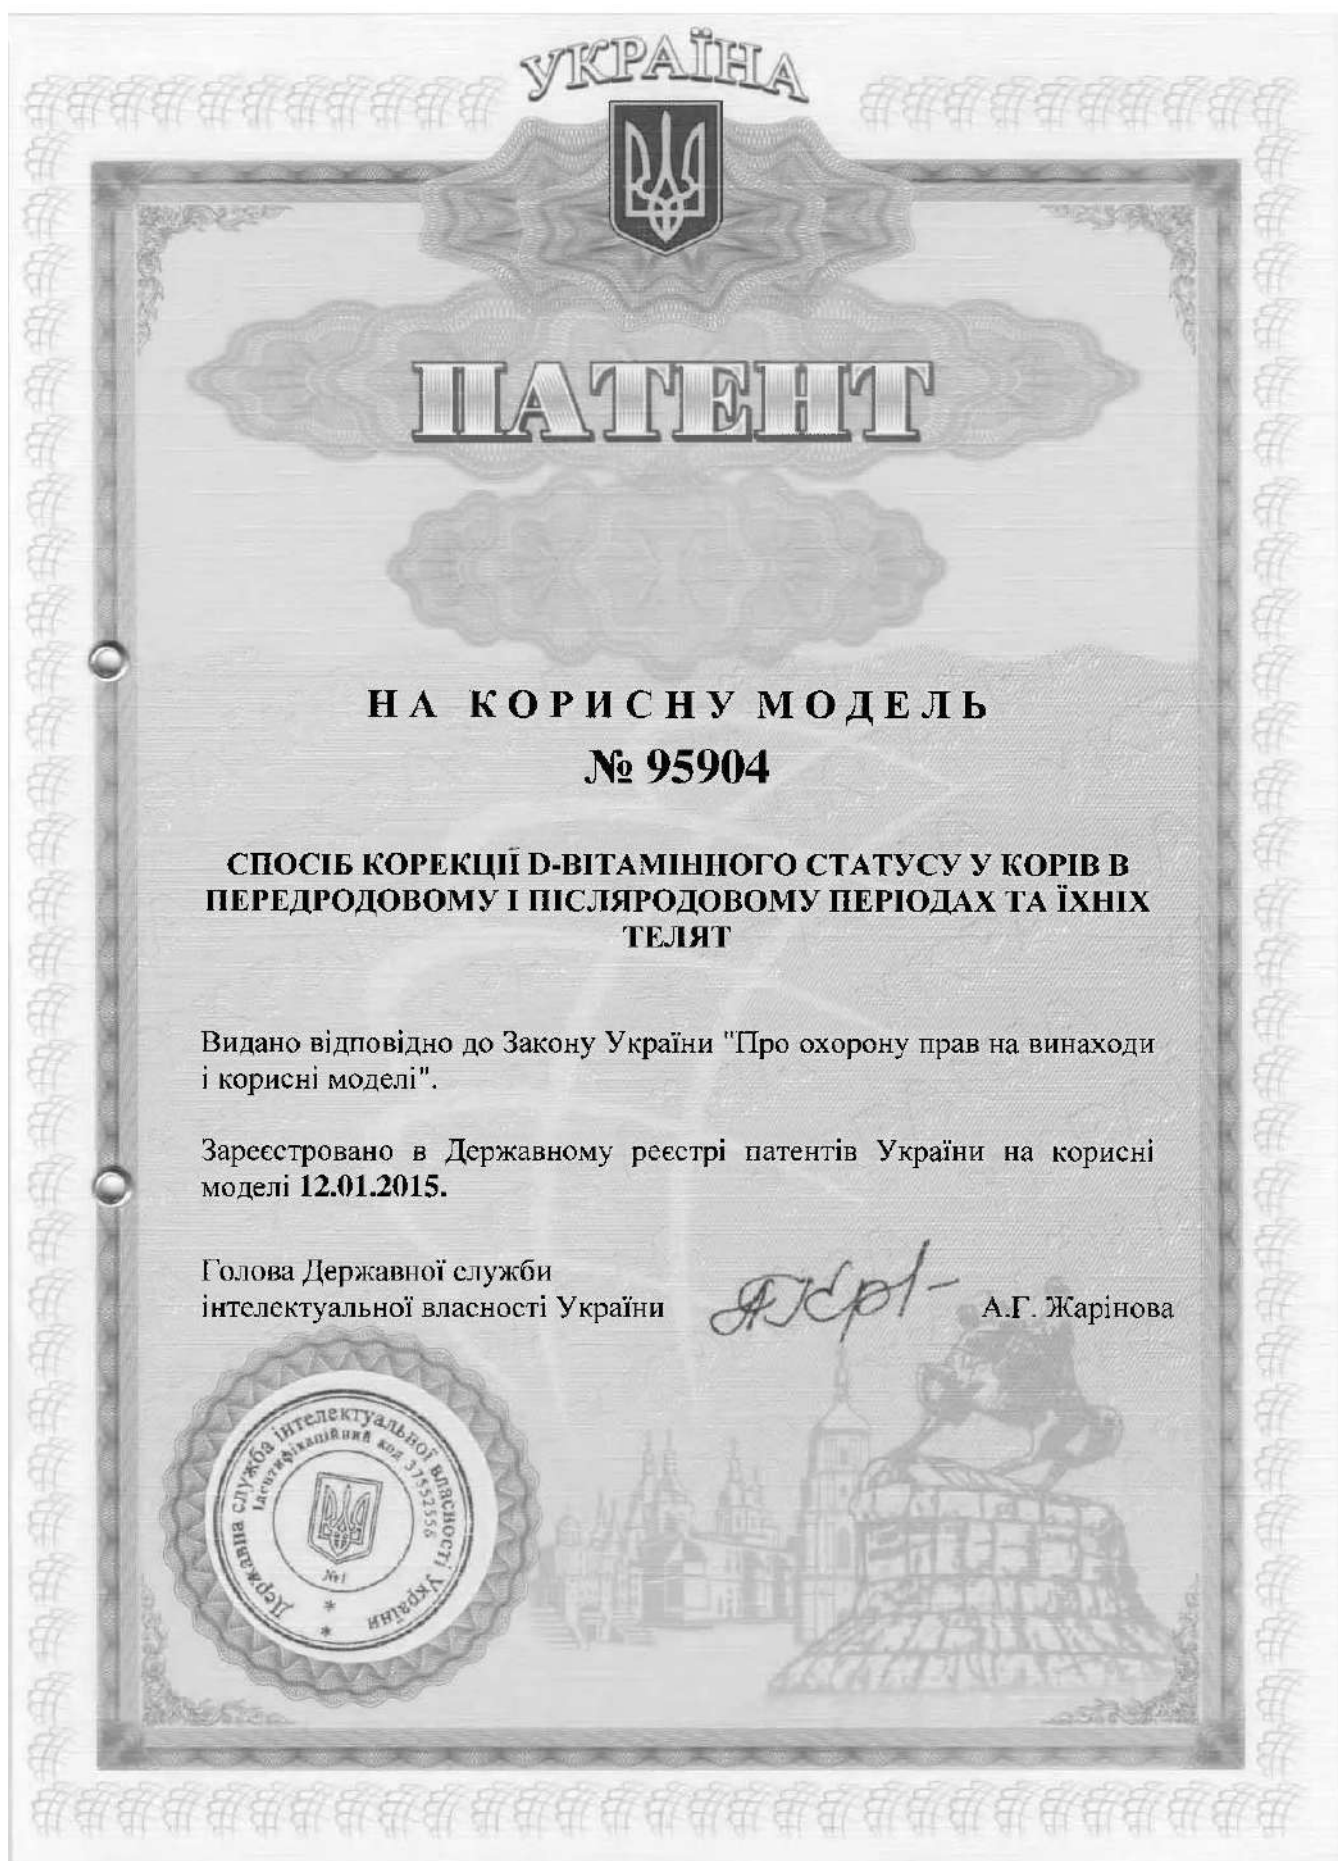 УКРАЇНА
ПАТЕНТ
НА КОРИСНУ МОДЕЛЬ
№ 95904
СПОСІБ КОРЕКЦІЇ D-ВІТАМІННОГО СТАТУСУ У КОРІВ В
ПЕРЕДРОДОВОМУ І ПІСЛЯРОДОВОМУ ПЕРІОДАХ ТА ЇХНІХ
ТЕЛЯТ
Видано відповідно до Закону України "Про охорону прав на винаходи
і корисні моделі".
Зареєстровано в Державному реєстрі патентів України на корисні
моделі 12.01.2015.
Голова Державної служби
інтелектуальної власності України
А.Г. Жарінова
Державна служба інтелектуальної власності України
Ідентифікаційний код 37552556
№1